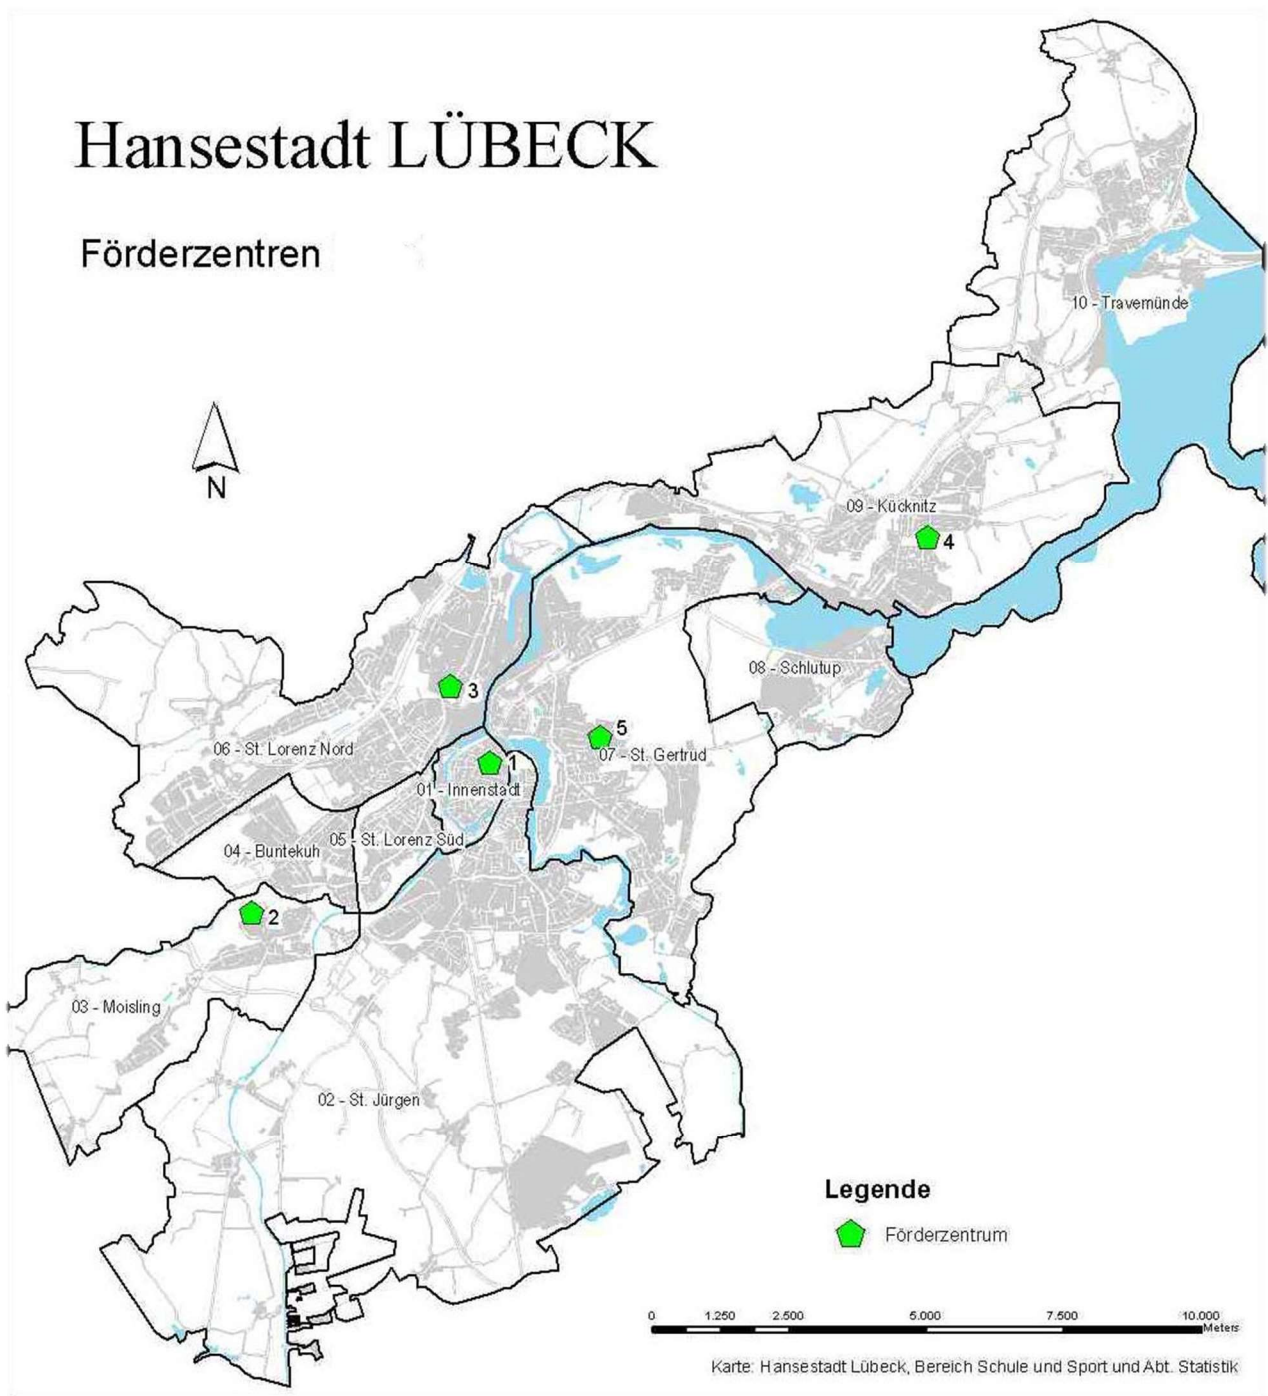 Hansestadt LÜBECK
Förderzentren
N
10 - Travemünde
09 - Kücknitz
4
08 - Schlutup
3
5
06 - St. Lorenz Nord
07 - St. Gertrud
1
01 - Innenstadt
05 - St. Lorenz Süd
04 - Buntekuh
2
03 - Moisling
02 - St. Jürgen
Legende
Förderzentrum
0 1.250 2.500 5.000 7.500 10.000
Meters
Karte: Hansestadt Lübeck, Bereich Schule und Sport und Abt. Statistik